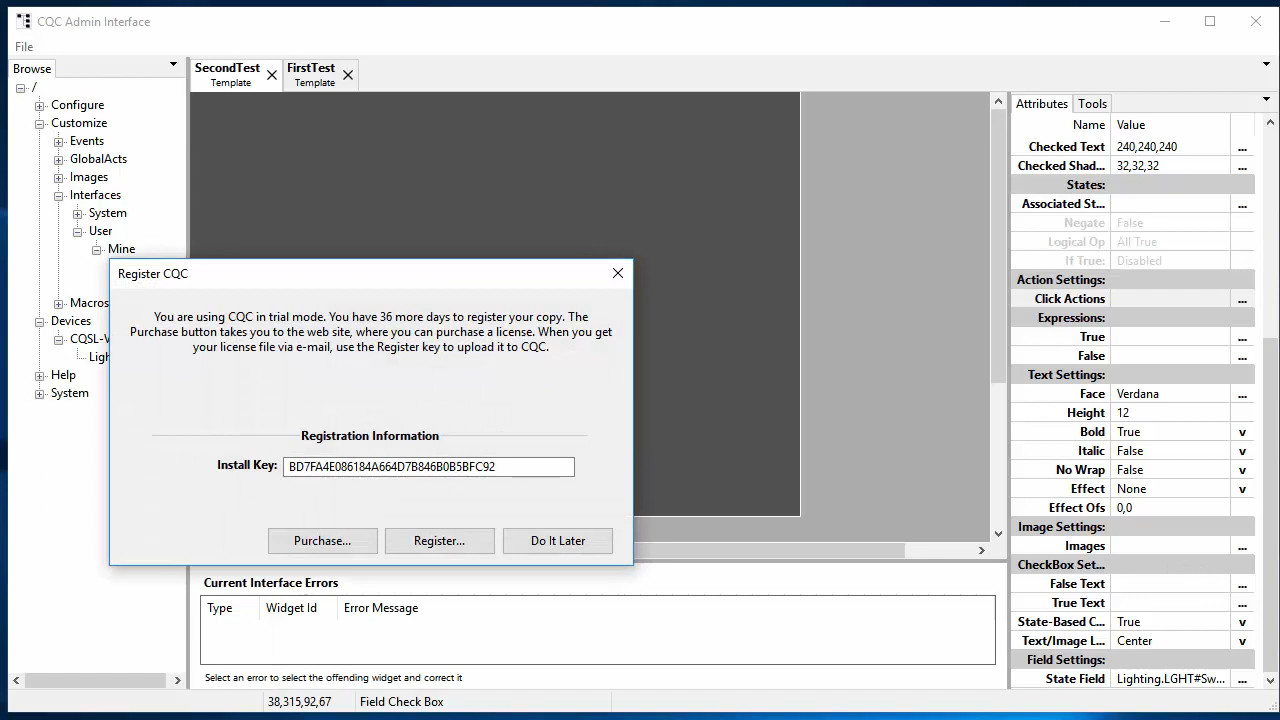 CQC Admin Interface
File
Browse
/
Configure
Customize
Events
GlobalActs
Images
Interfaces
System
User
Mine
Macros
Devices
CQSL-V
Ligh
Help
System
SecondTest
Template
FirstTest
Template
Register CQC
You are using CQC in trial mode. You have 36 more days to register your copy. The
Purchase button takes you to the web site, where you can purchase a license. When you get
your license file via e-mail, use the Register key to upload it to CQC.
Registration Information
Install Key: BD7FA4E086184A664D7B846B0B5BFC92
Purchase...
Register...
Do It Later
Current Interface Errors
Type Widget Id Error Message
Select an error to select the offending widget and correct it
38,315,92,67 Field Check Box
Attributes Tools
Name Value
Checked Text 240,240,240 ...
Checked Shad... 32,32,32 ...
States:
Associated St... ...
Negate False
Logical Op All True
If True: Disabled
Action Settings:
Click Actions ...
Expressions:
True ...
False ...
Text Settings:
Face Verdana ...
Height 12
Bold True v
Italic False v
No Wrap False v
Effect None v
Effect Ofs 0,0
Image Settings:
Images ...
CheckBox Set...
False Text ...
True Text ...
State-Based C... True v
Text/Image L... Center v
Field Settings:
State Field Lighting.LGHT#Sw... ...